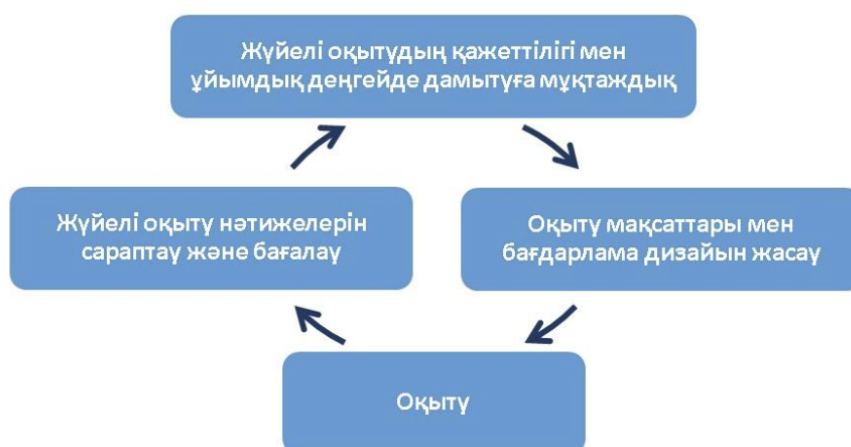 Жүйелі оқытудың қажеттілігі мен
ұйымдық деңгейде дамытуға мұқтаждық
Жүйелі оқыту нәтижелерін
сараптау және бағалау
Оқыту мақсаттары мен
бағдарлама дизайын жасау
Оқыту